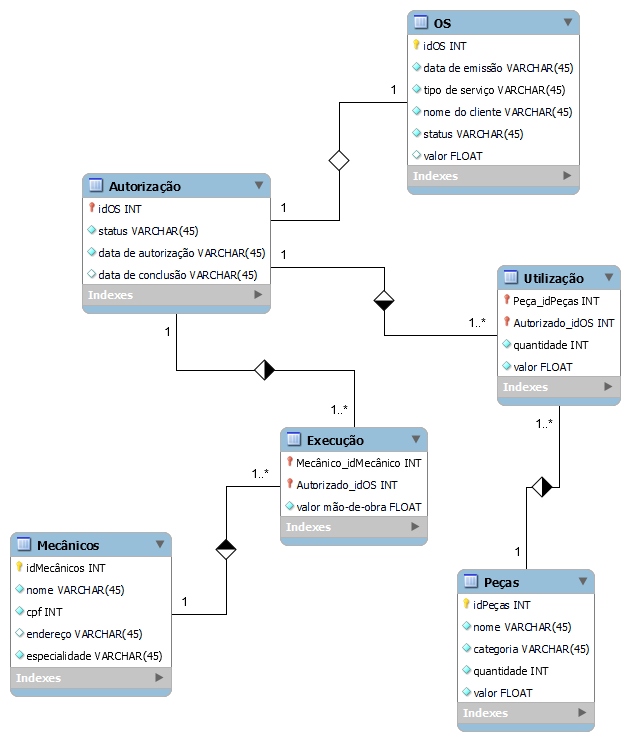 OS
idOS INT
data de emissão VARCHAR(45)
tipo de serviço VARCHAR(45)
nome do cliente VARCHAR(45)
status VARCHAR(45)
valor FLOAT
Indexes
1
Autorização
idOS INT
status VARCHAR(45)
data de autorização VARCHAR(45)
data de conclusão VARCHAR(45)
Indexes
1
1
1
Utilização
Peça_idPeças INT
Autorizado_idOS INT
quantidade INT
valor FLOAT
Indexes
1..*
1..*
1..*
Execução
Mecânico_idMecânico INT
Autorizado_idOS INT
valor mão-de-obra FLOAT
Indexes
1..*
Mecânicos
idMecânicos INT
nome VARCHAR(45)
cpf INT
endereço VARCHAR(45)
especialidade VARCHAR(45)
Indexes
1
1
Peças
idPeças INT
nome VARCHAR(45)
categoria VARCHAR(45)
quantidade INT
valor FLOAT
Indexes